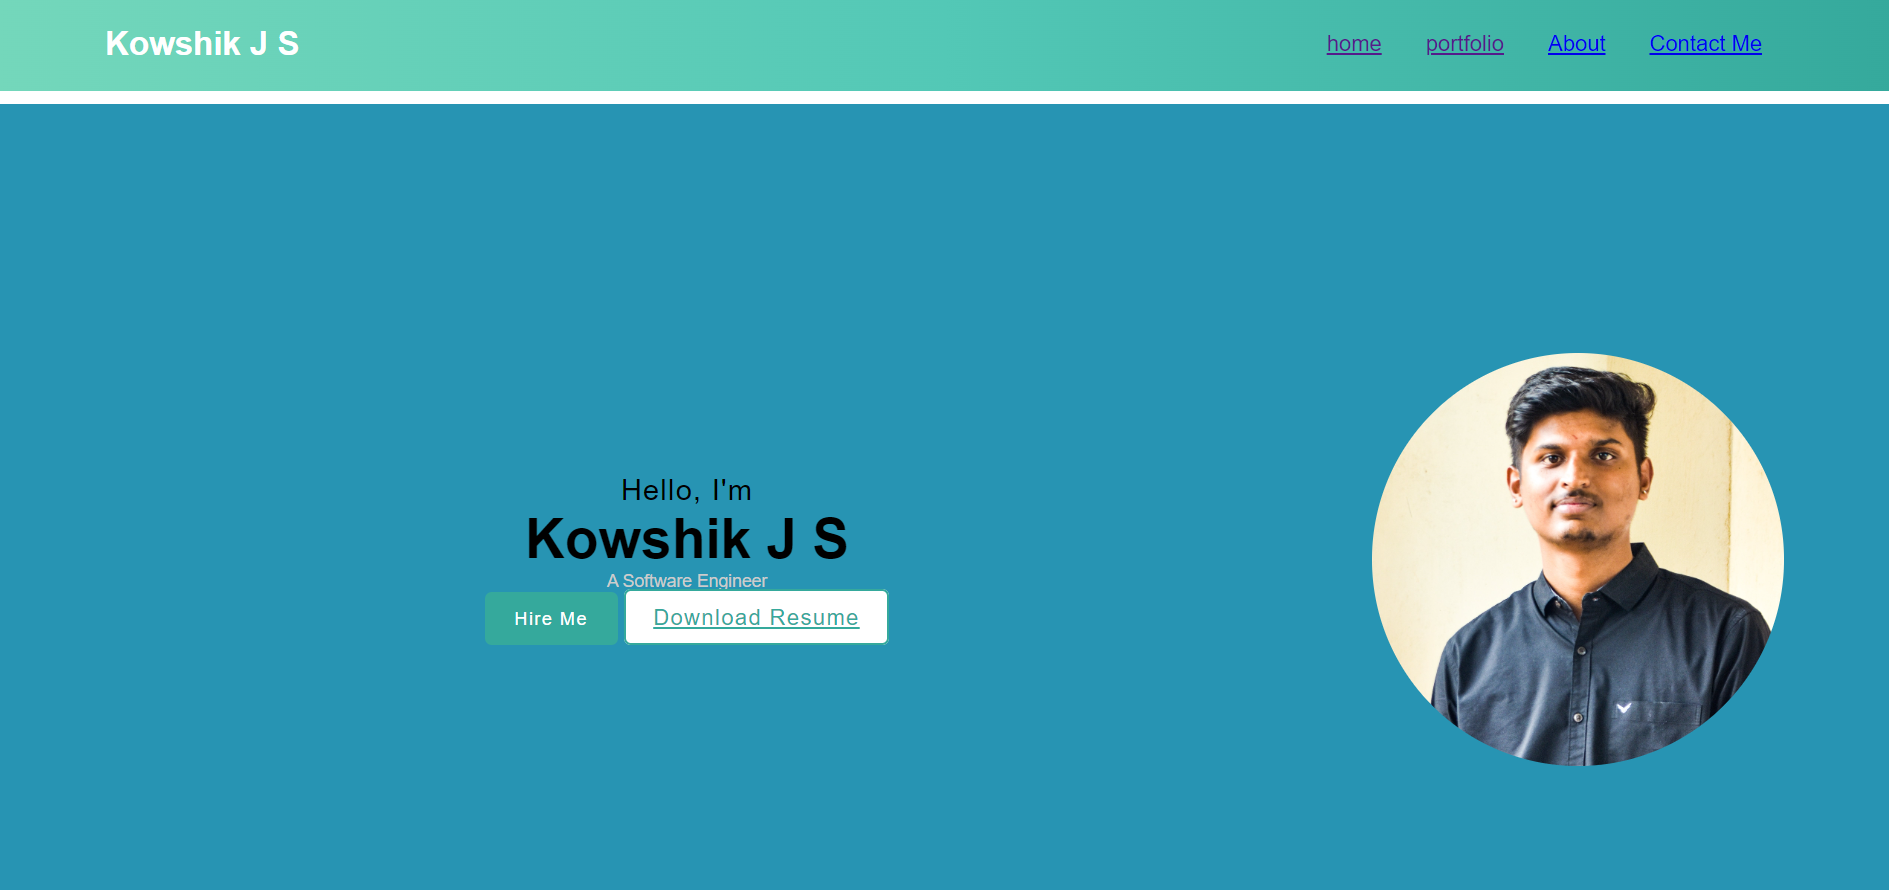 Kowshik J S
home portfolio About Contact Me
Hello, I'm
Kowshik J S
A Software Engineer
Hire Me Download Resume